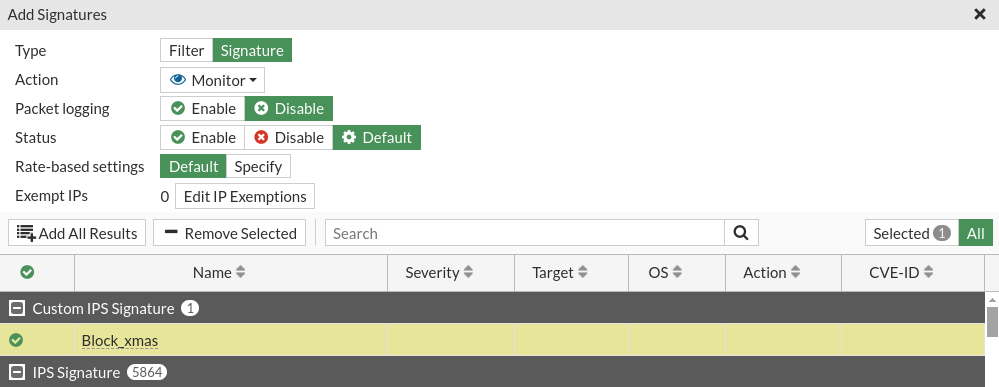 Add Signatures
Type Filter Signature
Action Monitor
Packet logging Enable Disable
Status Enable Disable Default
Rate-based settings Default Specify
Exempt IPs 0 Edit IP Exemptions
Add All Results Remove Selected Search Selected 1 All
Name Severity Target OS Action CVE-ID
Custom IPS Signature 1
Block_xmas
IPS Signature 5864